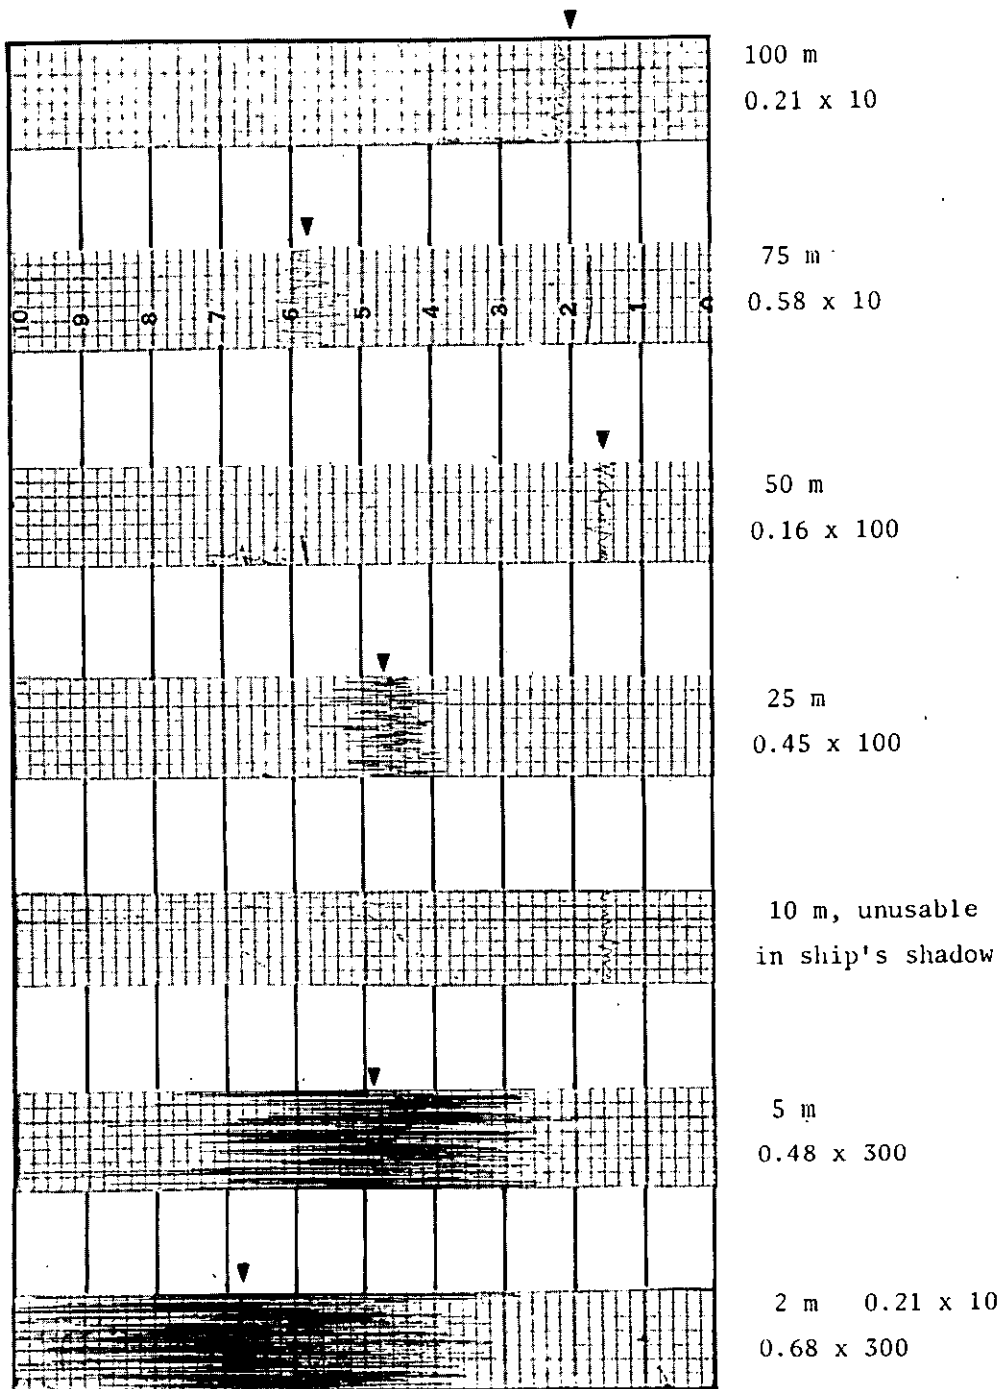 100 m
0.21 x 10
75 m
0.58 x 10
10 9 8 7 6 5 4 3 2 1 0
50 m
0.16 x 100
25 m
0.45 x 100
10 m, unusable
in ship's shadow
5 m
0.48 x 300
2 m 0.21 x 10
0.68 x 300